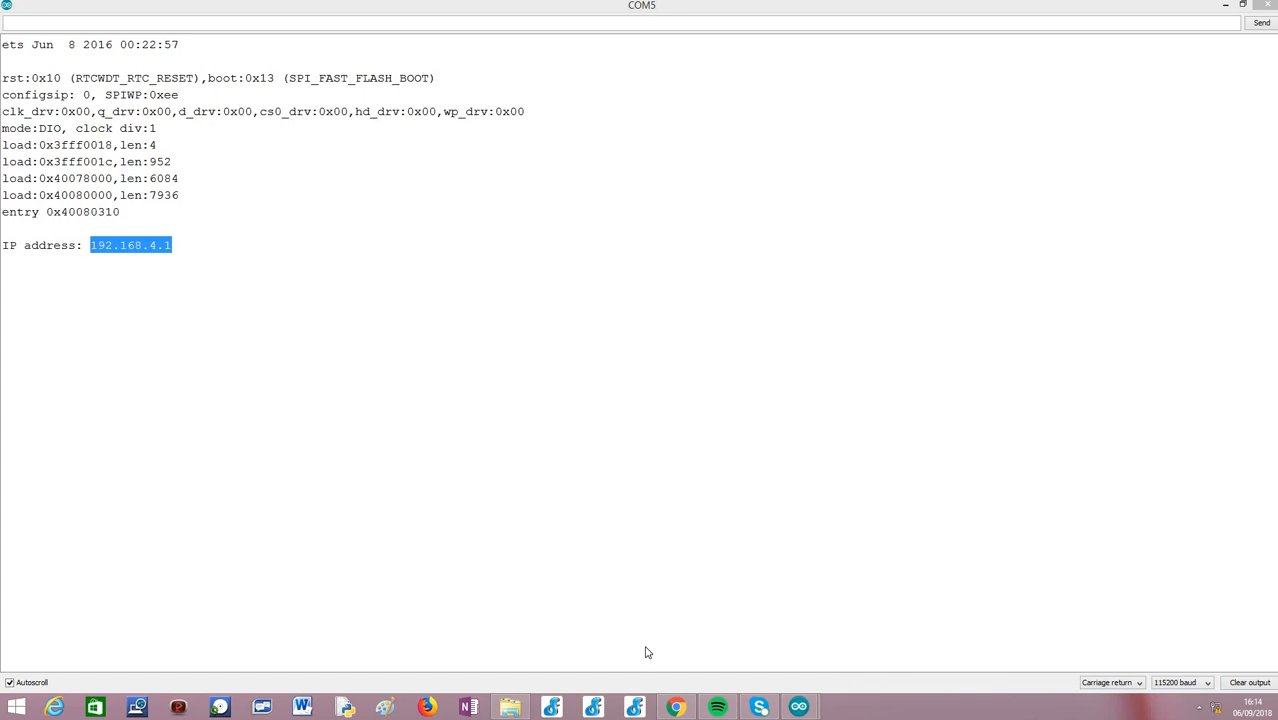 COM5
Send
ets Jun  8 2016 00:22:57
rst:0x10 (RTCWDT_RTC_RESET),boot:0x13 (SPI_FAST_FLASH_BOOT)
configsip: 0, SPIWP:0xee
clk_drv:0x00,q_drv:0x00,d_drv:0x00,cs0_drv:0x00,hd_drv:0x00,wp_drv:0x00
mode:DIO, clock div:1
load:0x3fff0018,len:4
load:0x3fff001c,len:952
load:0x40078000,len:6084
load:0x40080000,len:7936
entry 0x40080310
IP address: 192.168.4.1
Autoscroll
Carriage return
115200 baud
Clear output
16:14
06/09/2018